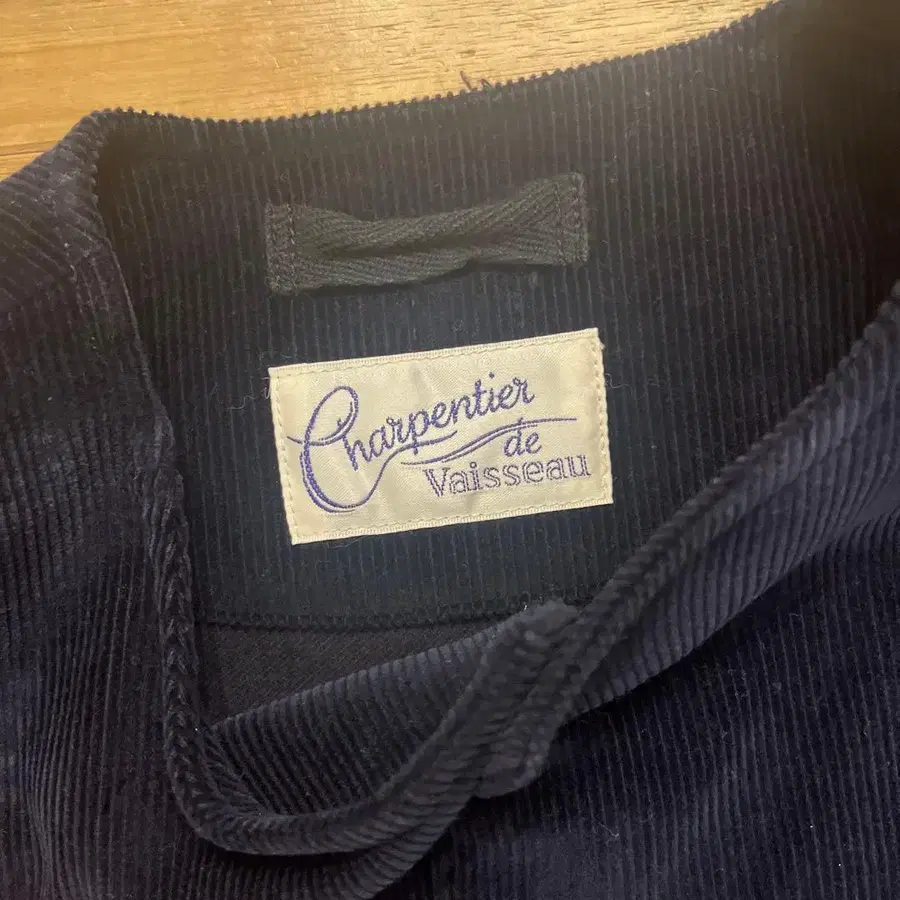 Charpentier
de
Vaisseau